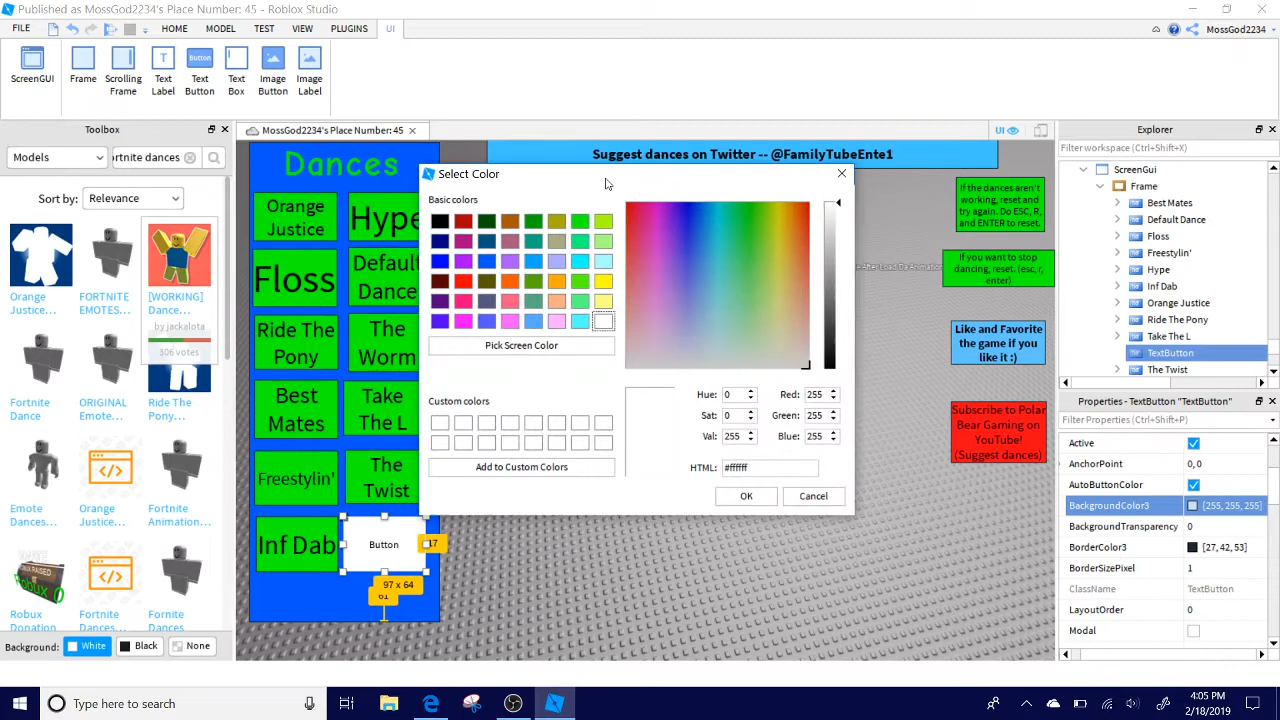 Published as MossGod2234's Place Number: 45 - Roblox Studio
FILE HOME MODEL TEST VIEW PLUGINS UI MossGod2234
ScreenGUI
Frame
Scrolling Frame
Text Label
Button
Text Button
Text Box
Image Button
Image Label
Toolbox
Models
rtnite dances
Sort by: Relevance
Orange Justice...
FORTNITE EMOTES...
[WORKING] Dance...
by jackalota
306 votes
Fortnite Dance
ORIGINAL Emote...
Ride The Pony...
Emote Dances...
Orange Justice...
Fortnite Animation...
Robux Donation
Fortnite Dances
Fornite Dances
Background: White Black None
MossGod2234's Place Number: 45
UI
Dances
Orange Justice
Hype
Floss
Default Dance
Ride The Pony
The Worm
Best Mates
Take The L
Freestylin'
The Twist
Inf Dab
Button
17
97 x 64
Suggest dances on Twitter -- @FamilyTubeEnte1
Select Color
Basic colors
Pick Screen Color
Custom colors
Add to Custom Colors
Hue: 0 Red: 255
Sat: 0 Green: 255
Val: 255 Blue: 255
HTML: #ffffff
OK Cancel
After Load Da Animation
If the dances aren't
working, reset and
try again. Do ESC, R,
and ENTER to reset.
If you want to stop
dancing, reset. (esc, r,
enter)
Like and Favorite
the game if you
like it :)
Subscribe to Polar
Bear Gaming on
YouTube!
(Suggest dances)
Explorer
Filter workspace (Ctrl+Shift+X)
ScreenGui
Frame
Best Mates
Default Dance
Floss
Freestylin'
Hype
Inf Dab
Orange Justice
Ride The Pony
Take The L
TextButton
The Twist
Properties - TextButton "TextButton"
Filter Properties (Ctrl+Shift+P)
Active
AnchorPoint 0, 0
AutoButtonColor
BackgroundColor3 [255, 255, 255]
BackgroundTransparency 0
BorderColor3 [27, 42, 53]
BorderSizePixel 1
ClassName TextButton
LayoutOrder 0
Modal
Type here to search
4:05 PM
2/18/2019